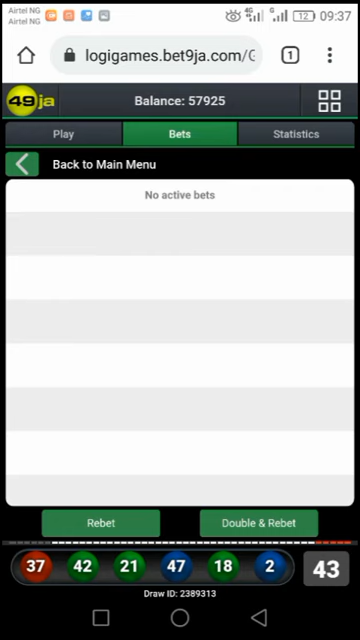 Airtel NG
Airtel NG
4G
G
12
09:37
logigames.bet9ja.com/G
1
49ja
Balance: 57925
Play
Bets
Statistics
Back to Main Menu
No active bets
Rebet
Double & Rebet
37
42
21
47
18
2
43
Draw ID: 2389313